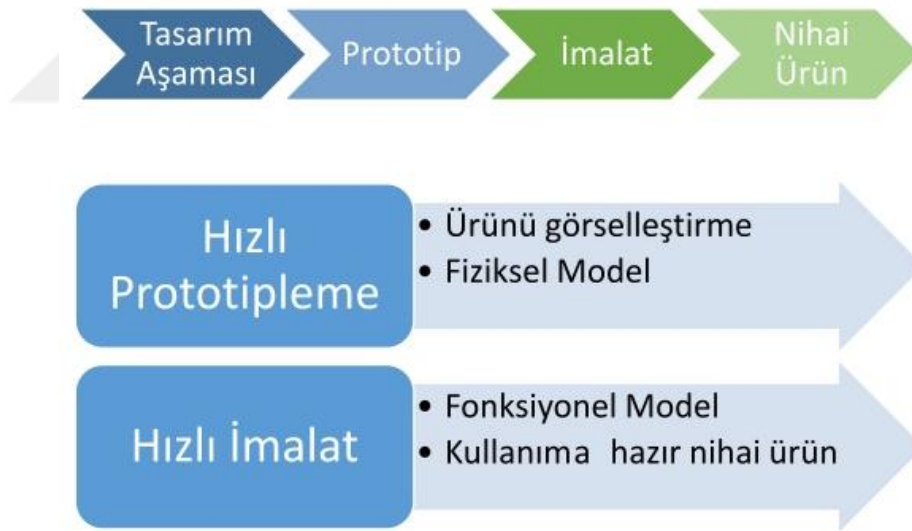 Tasarım
Aşaması
Prototip
İmalat
Nihai
Ürün
Hızlı
Prototipleme
• Ürünü görselleştirme
• Fiziksel Model
Hızlı İmalat
• Fonksiyonel Model
• Kullanıma hazır nihai ürün